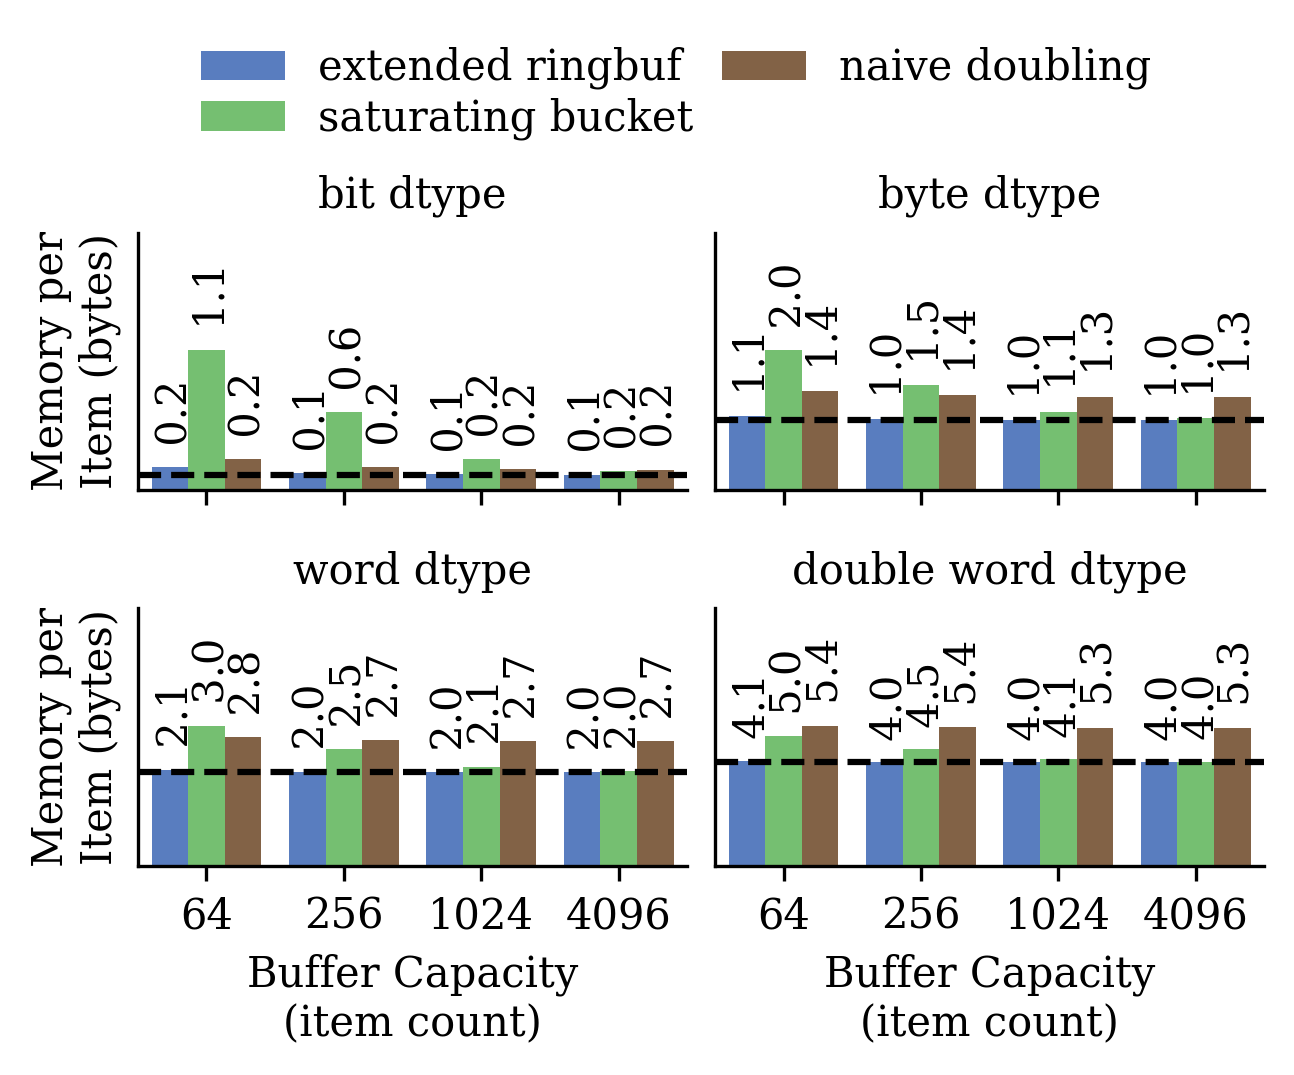 extended ringbuf
naive doubling
saturating bucket
bit dtype
byte dtype
Memory per
Item (bytes)
0.2
1.1
0.2
0.1
0.6
0.2
0.1
0.2
0.2
0.1
0.2
0.2
1.1
2.0
1.4
1.0
1.5
1.4
1.0
1.1
1.3
1.0
1.0
1.3
word dtype
double word dtype
Memory per
Item (bytes)
2.1
3.0
2.8
2.0
2.5
2.7
2.0
2.1
2.7
2.0
2.0
2.7
4.1
5.0
5.4
4.0
4.5
5.4
4.0
4.1
5.3
4.0
4.0
5.3
64 256 1024 4096
64 256 1024 4096
Buffer Capacity
(item count)
Buffer Capacity
(item count)